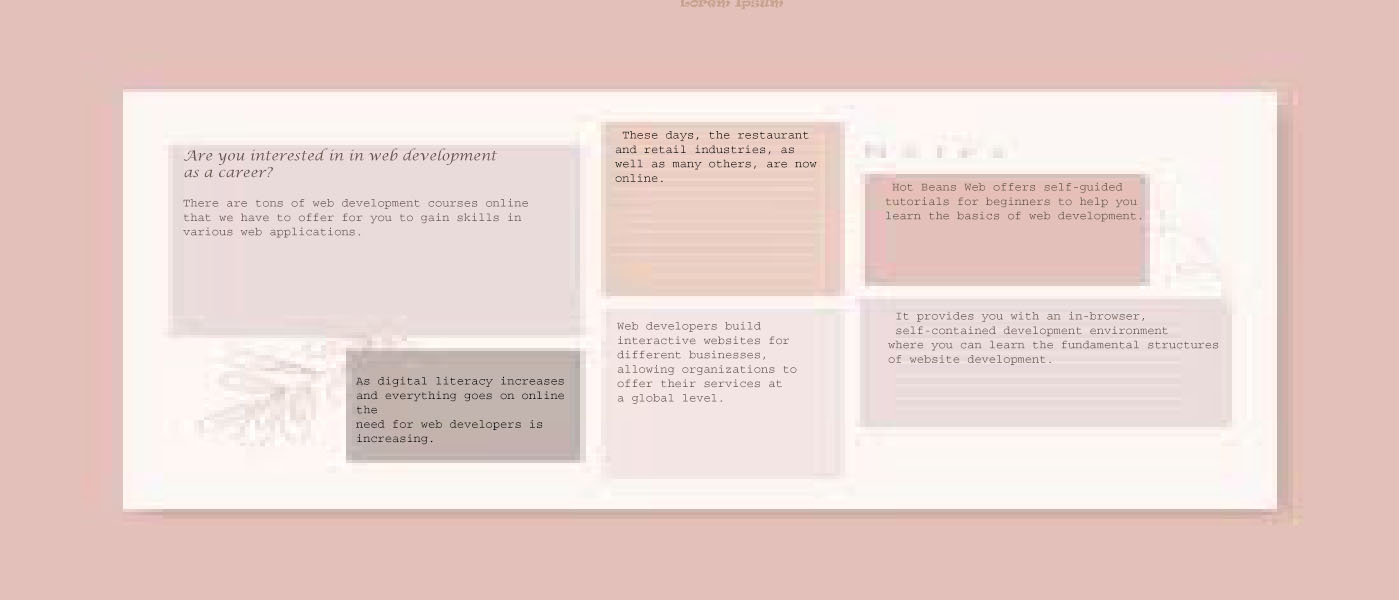 Lorem Ipsum
Are you interested in in web development
as a career?
There are tons of web development courses online
that we have to offer for you to gain skills in
various web applications.
As digital literacy increases
and everything goes on online
the
need for web developers is
increasing.
These days, the restaurant
and retail industries, as
well as many others, are now
online.
Web developers build
interactive websites for
different businesses,
allowing organizations to
offer their services at
a global level.
Hot Beans Web offers self-guided
tutorials for beginners to help you
learn the basics of web development.
It provides you with an in-browser,
self-contained development environment
where you can learn the fundamental structures
of website development.